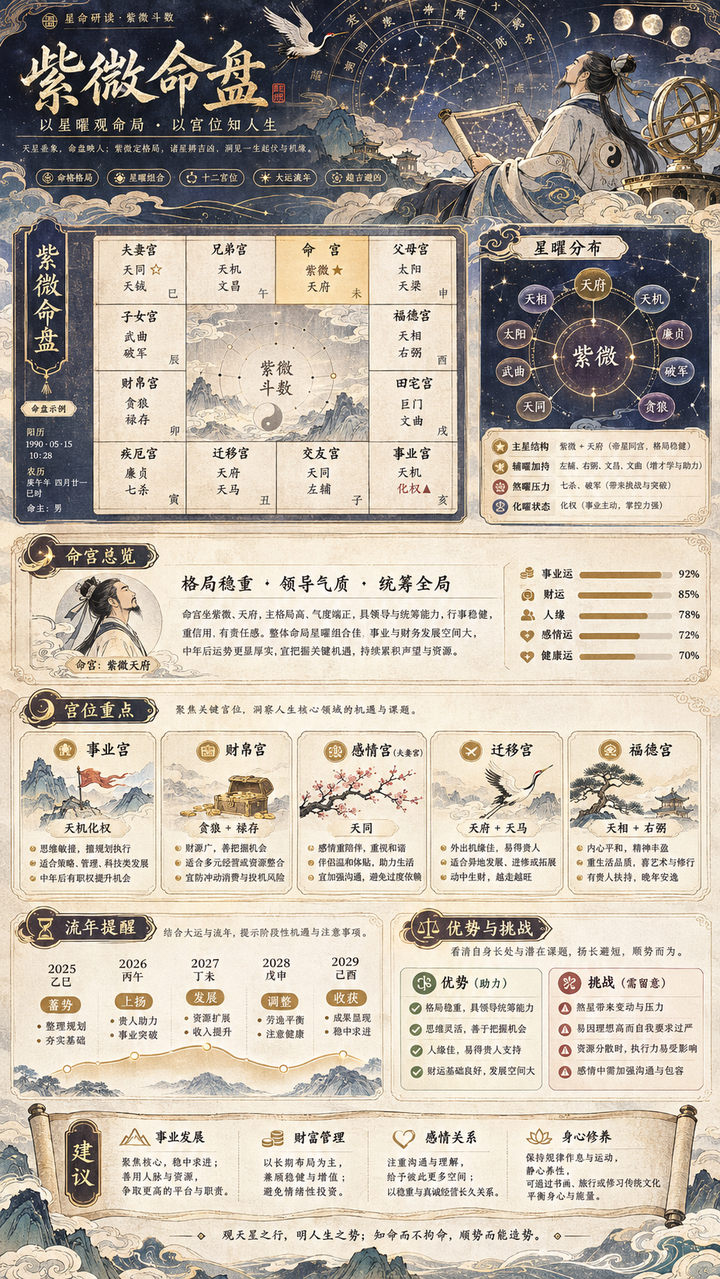 星命研读·紫微斗数
紫微命盘
以星曜观命局·以宫位知人生
天星垂象，命盘映人；紫微定格局，诸星辨吉凶，洞见一生起伏与机缘。
命格格局
星曜组合
十二宫位
大运流年
趋吉避凶
紫微命盘
命盘示例
阳历
1990·05·15
10:28
农历
庚午年 四月廿一
巳时
命主：男
夫妻宫
天同☆
天钺
巳
兄弟宫
天机
文昌
午
命 宫
紫微★
天府
未
父母宫
太阳
天梁
申
子女宫
武曲
破军
辰
紫微
斗数
福德宫
天相
右弼
酉
财帛宫
贪狼
禄存
卯
田宅宫
巨门
文曲
戌
疾厄宫
廉贞
七杀
寅
迁移宫
天府
天马
丑
交友宫
天同
左辅
子
事业宫
天机
化权▲
亥
星曜分布
天府
天相
天机
太阳
廉贞
紫微
武曲
破军
天同
贪狼
主星结构 紫微 + 天府（帝星同宫，格局稳健）
辅曜加持 左辅、右弼、文昌、文曲（增才学与助力）
煞曜压力 七杀、破军（带来挑战与突破）
化曜状态 化权（事业主动，掌控力强）
命宫总览
命宫：紫微天府
格局稳重 · 领导气质 · 统筹全局
命宫坐紫微、天府，主格局高、气度端正，具领导与统筹能力，行事稳健，
重信用、有责任感。整体命局星曜组合佳，事业与财务发展空间大，
中年后运势更显厚实，宜把握关键机遇，持续累积声望与资源。
事业运 92%
财运 85%
人缘 78%
感情运 72%
健康运 70%
宫位重点
聚焦关键宫位，洞察人生核心领域的机遇与课题。
事业宫
天机化权
思维敏捷，擅规划执行
适合策略、管理、科技类发展
中年后有职权提升机会
财帛宫
贪狼 + 禄存
财源广，善把握机会
适合多元经营或资源整合
宜防冲动消费与投机风险
感情宫(夫妻宫)
天同
感情重陪伴，重视和谐
伴侣温和体贴，助力生活
宜加强沟通，避免过度依赖
迁移宫
天府 + 天马
外出机缘佳，易得贵人
适合异地发展、进修或拓展
动中生财，越走越旺
福德宫
天相 + 右弼
内心平和，精神丰盈
重生活品质，喜艺术与修行
有贵人扶持，晚年安逸
流年提醒
结合大运与流年，提示阶段性机遇与注意事项。
2025
乙巳
蓄势
整理规划
夯实基础
2026
丙午
上扬
贵人助力
事业突破
2027
丁未
发展
资源扩展
收入提升
2028
戊申
调整
劳逸平衡
注意健康
2029
己酉
收获
成果显现
稳中求进
优势与挑战
看清自身长处与潜在课题，扬长避短，顺势而为。
优势（助力）
格局稳重，具领导统筹能力
思维灵活，善于把握机会
人缘佳，易得贵人支持
财运基础良好，发展空间大
挑战（需留意）
煞星带来变动与压力
易因理想高而自我要求过严
资源分散时，执行力易受影响
感情中需加强沟通与包容
建议
事业发展
聚焦核心，稳中求进；
善用人脉与资源，
争取更高的平台与职责。
财富管理
以长期布局为主，
兼顾稳健与增值；
避免情绪性投资。
感情关系
注重沟通与理解，
给予彼此更多空间；
以稳重与真诚经营长久关系。
身心修养
保持规律作息与运动，
静心养性，
可通过书画、旅行或修习传统文化
平衡身心与能量。
观天星之行，明人生之势；知命而不拘命，顺势而能造势。